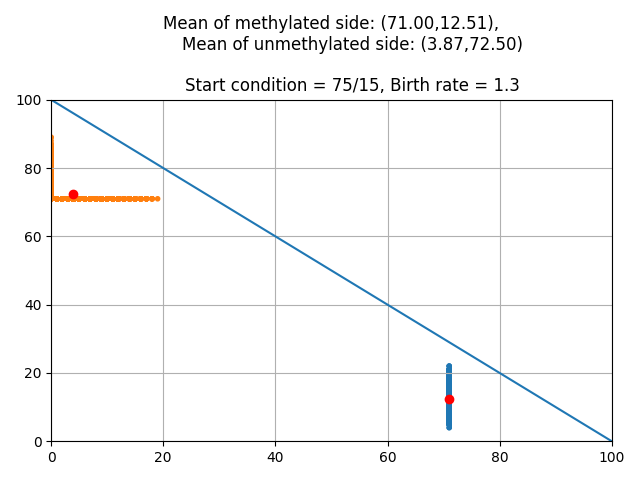 Mean of methylated side: (71.00,12.51),
Mean of unmethylated side: (3.87,72.50)
Start condition = 75/15, Birth rate = 1.3
100
80
60
40
20
0
0 20 40 60 80 100